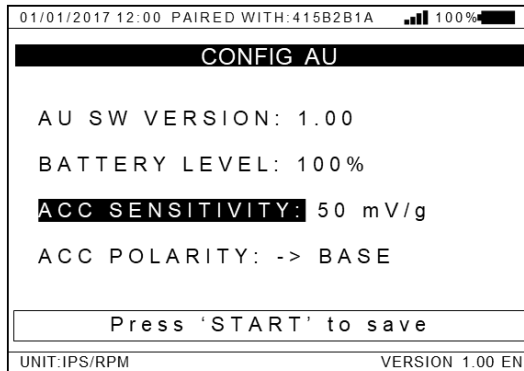 01/01/2017 12:00 PAIRED WITH:415B2B1A 100%
CONFIG AU
AU SW VERSION: 1.00
BATTERY LEVEL: 100%
ACC SENSITIVITY: 50 mV/g
ACC POLARITY: -> BASE
Press ‘START’ to save
UNIT:IPS/RPM VERSION 1.00 EN